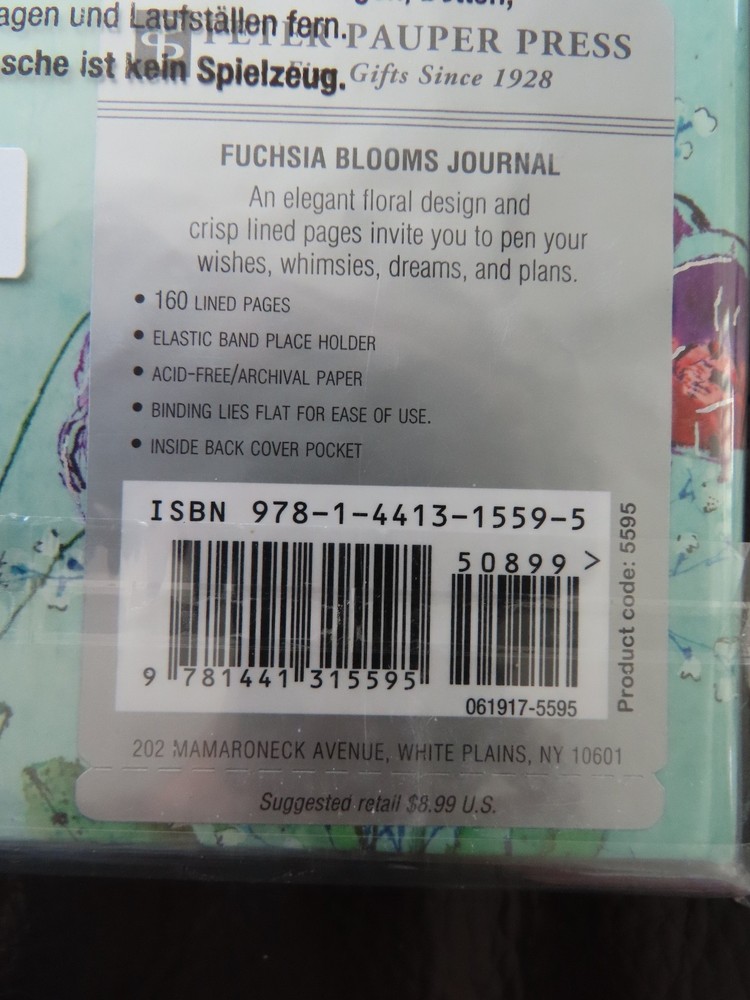 agen und Laufställen fern.
PETER PAUPER PRESS
sche ist kein Spielzeug.
Gifts Since 1928
FUCHSIA BLOOMS JOURNAL
An elegant floral design and
crisp lined pages invite you to pen your
wishes, whimsies, dreams, and plans.
• 160 LINED PAGES
• ELASTIC BAND PLACE HOLDER
• ACID-FREE/ARCHIVAL PAPER
• BINDING LIES FLAT FOR EASE OF USE.
• INSIDE BACK COVER POCKET
ISBN 978-1-4413-1559-5
50899 >
9 781441 315595
061917-5595
Product code: 5595
202 MAMARONECK AVENUE, WHITE PLAINS, NY 10601
Suggested retail $8.99 U.S.